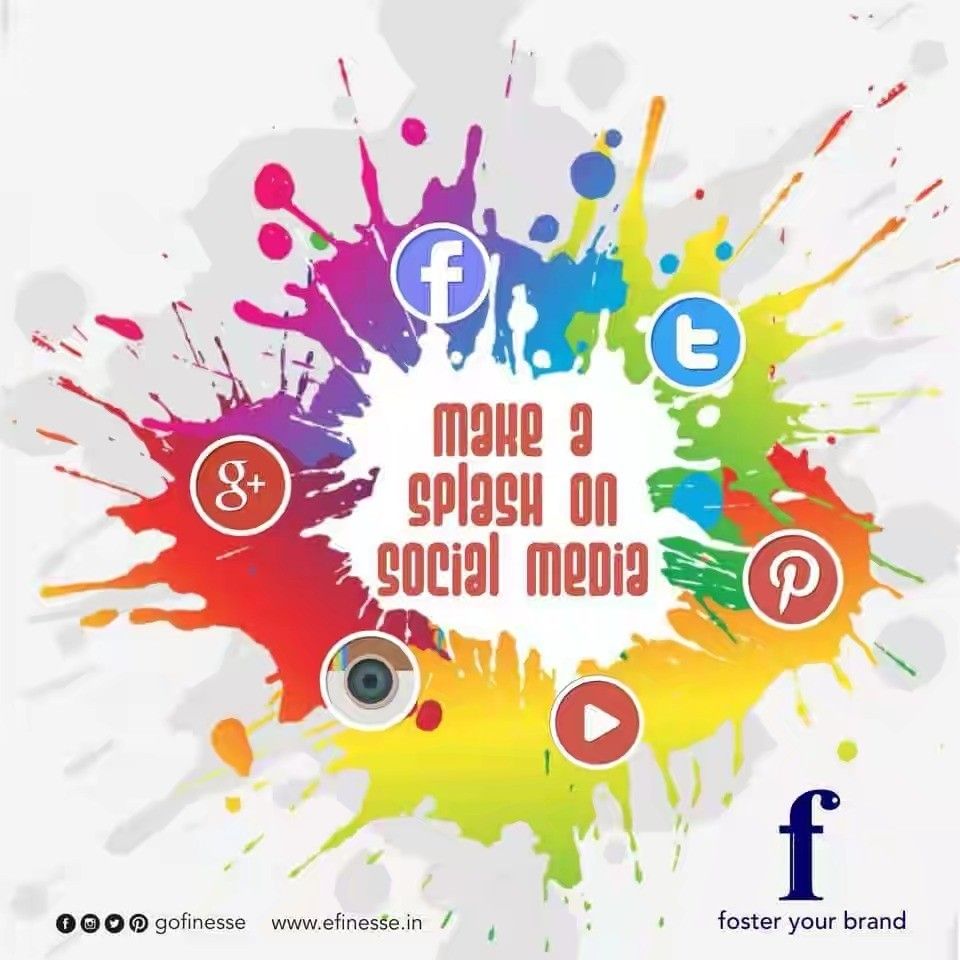 make a
splash on
social media
gofinesse www.efinesse.in
f
foster your brand